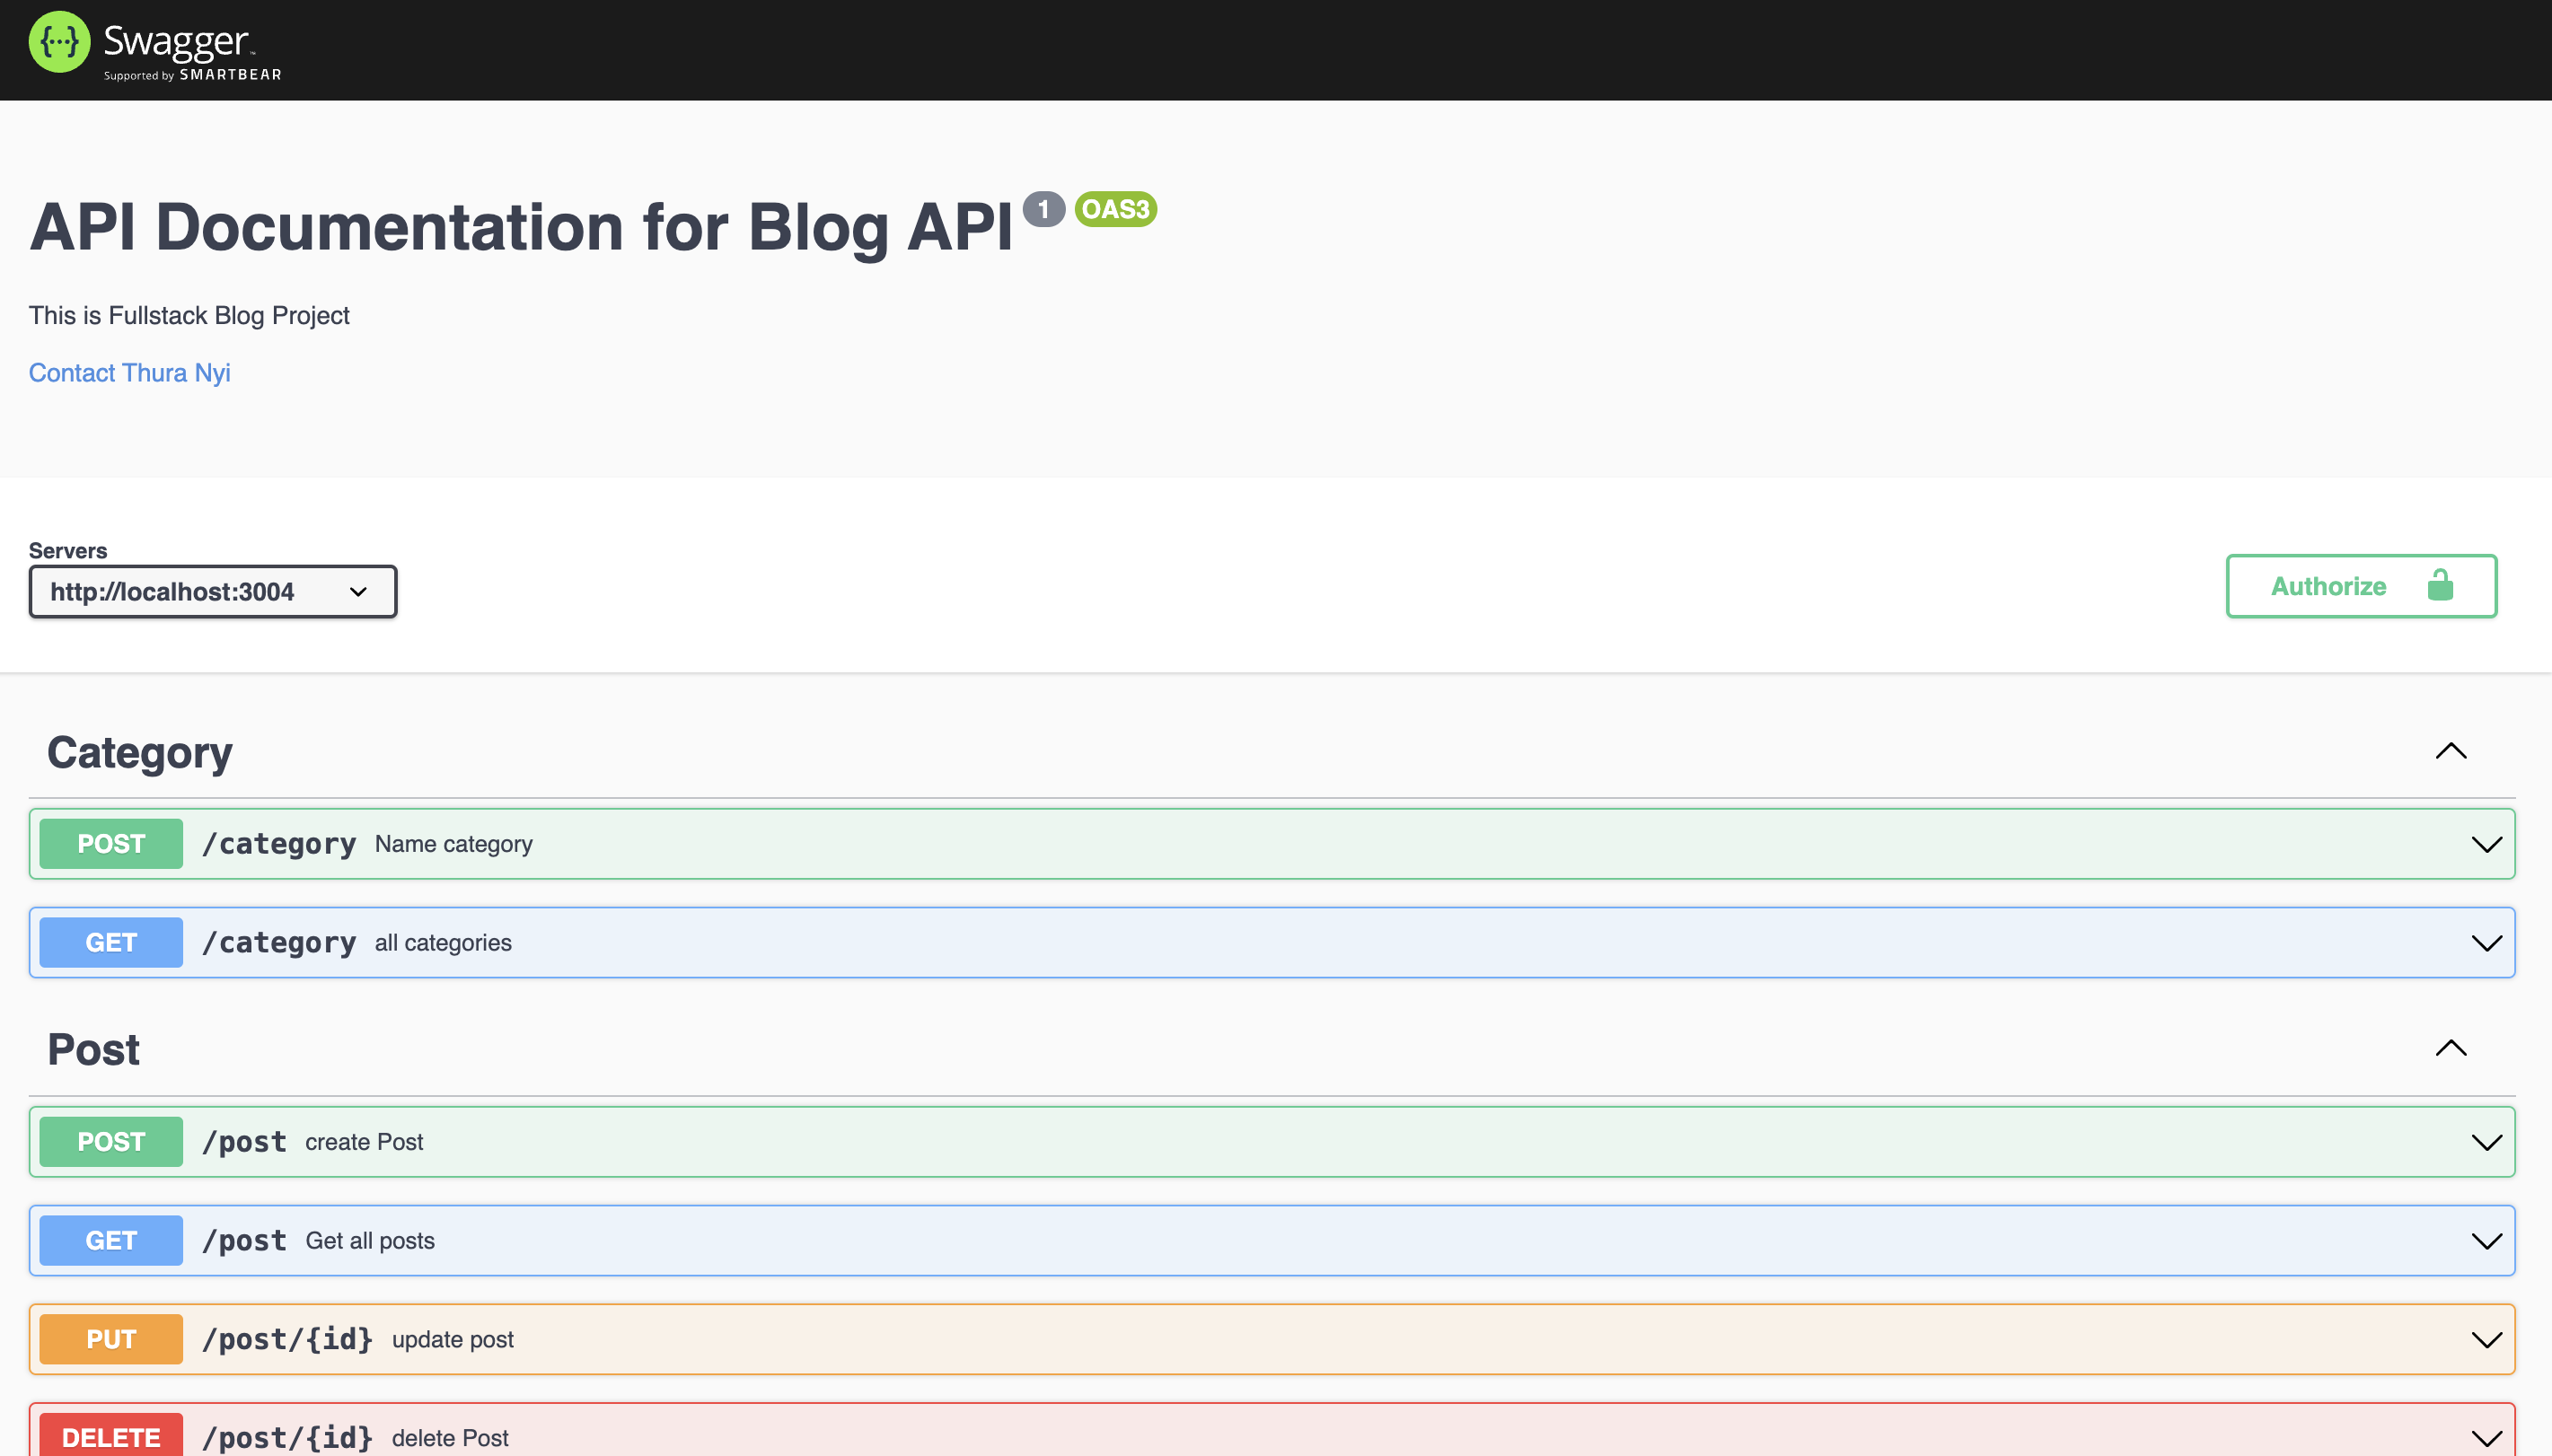 {···} Swagger™
Supported by SMARTBEAR
API Documentation for Blog API 1 OAS3
This is Fullstack Blog Project
Contact Thura Nyi
Servers
http://localhost:3004
Authorize
Category
POST /category Name category
GET /category all categories
Post
POST /post create Post
GET /post Get all posts
PUT /post/{id} update post
DELETE /post/{id} delete Post